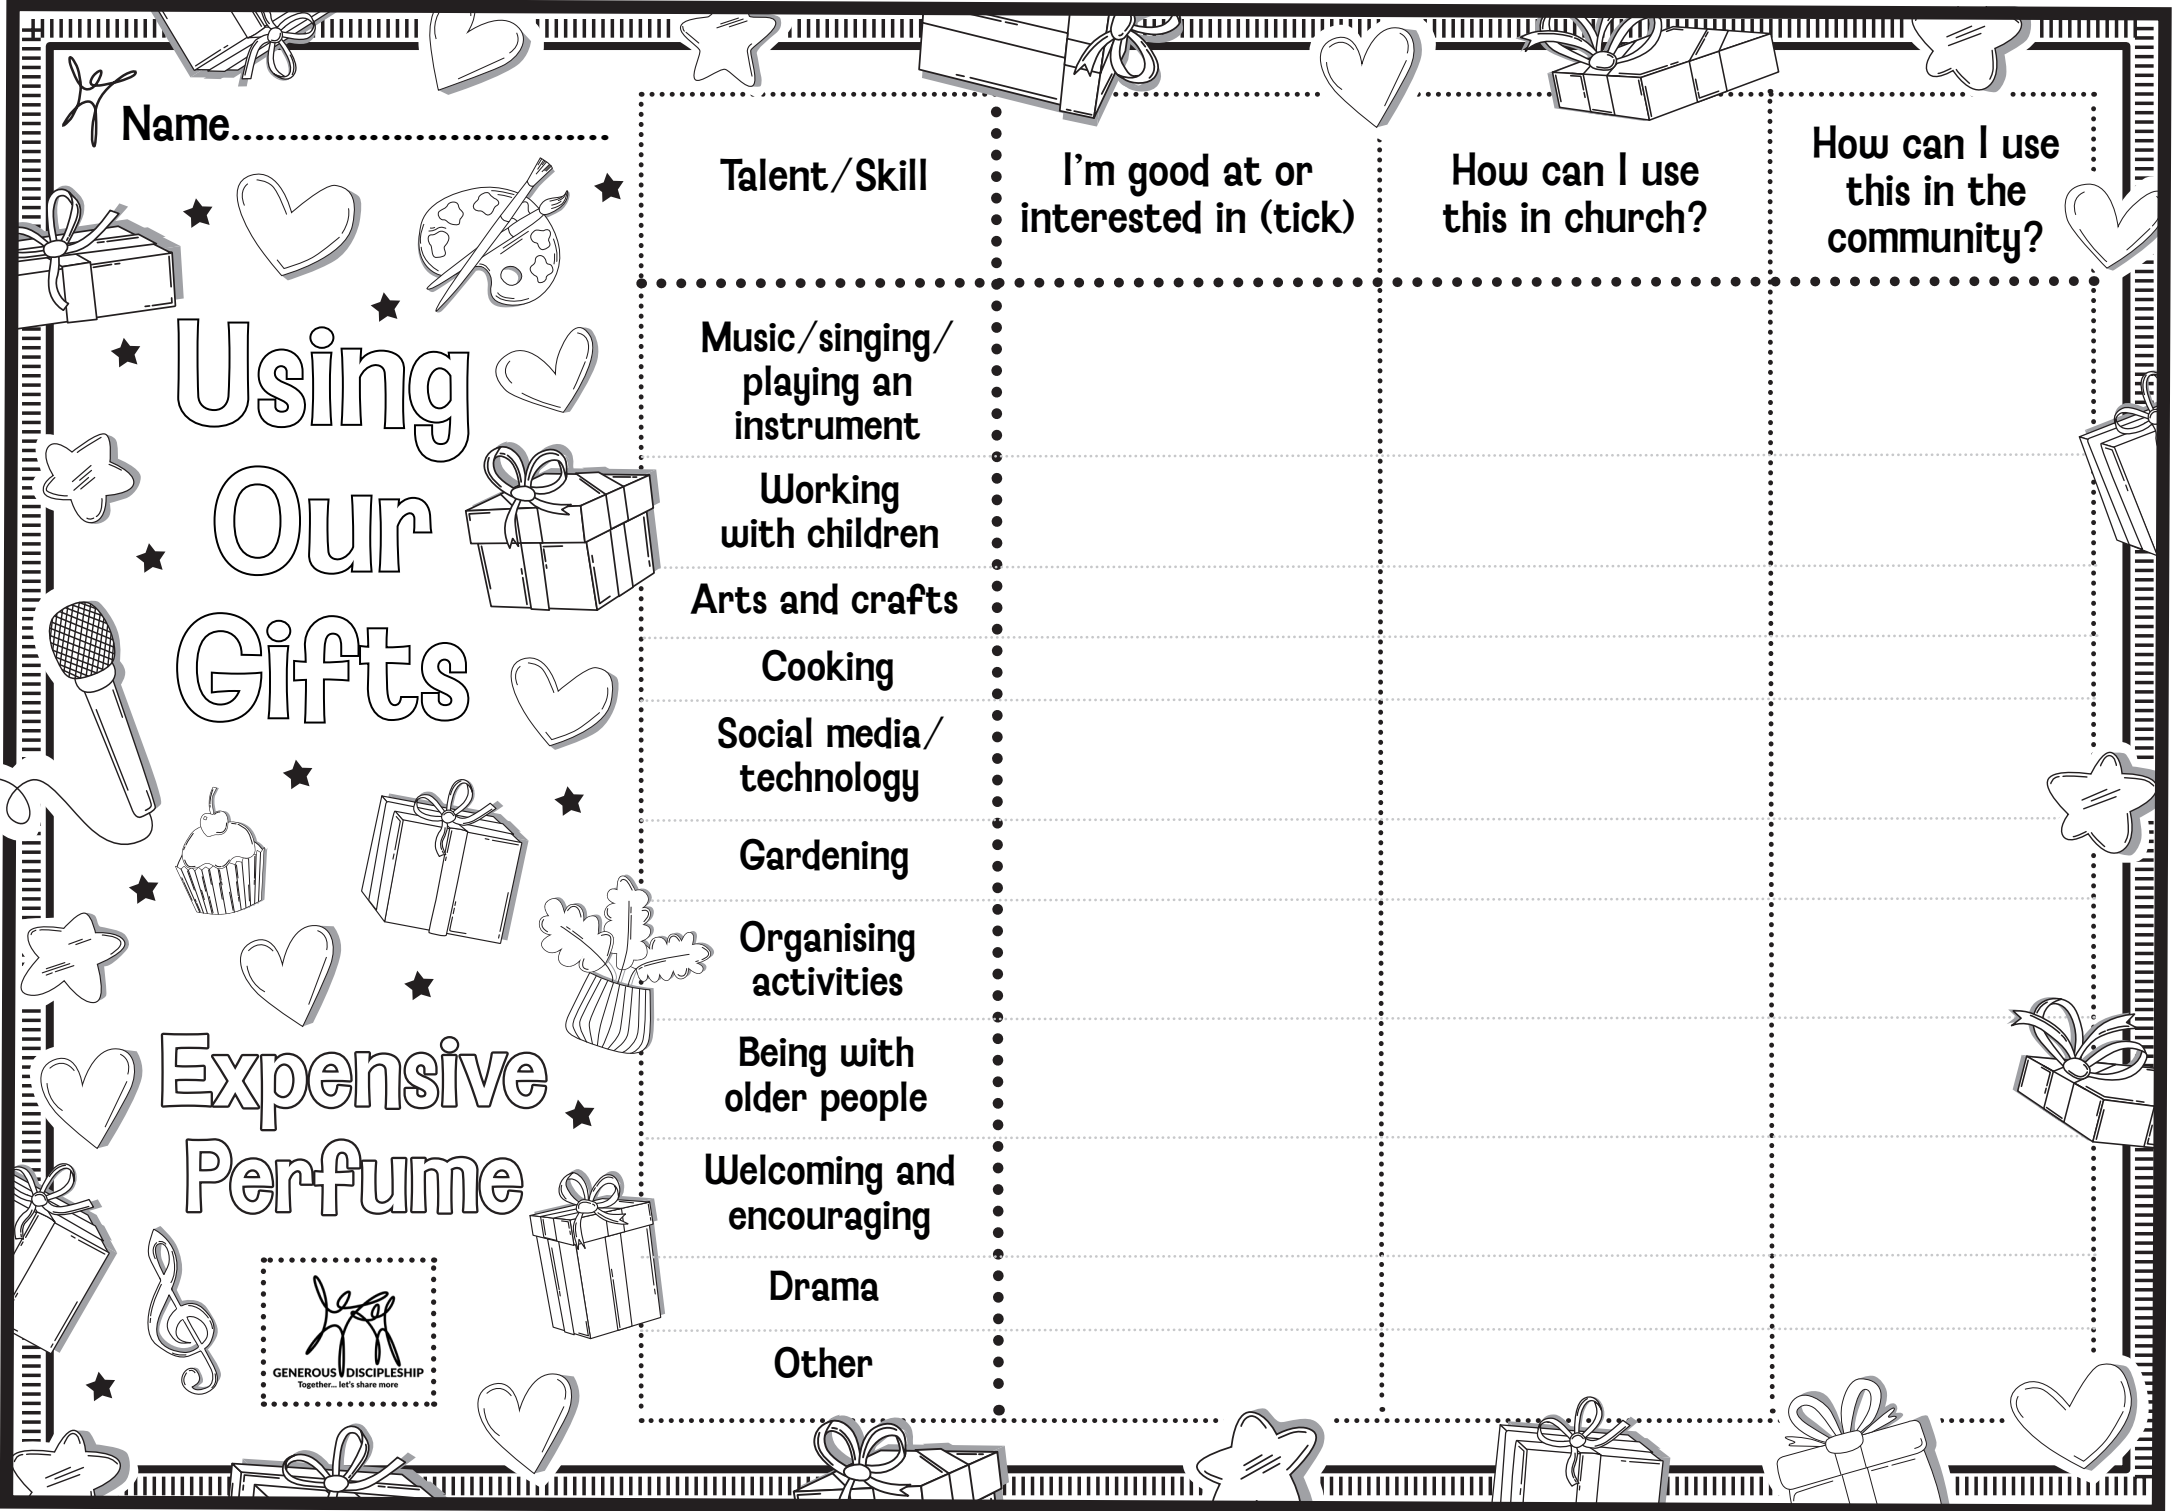 Name....................................
Using
Our
Gifts
Expensive
Perfume
GENEROUS DISCIPLESHIP
Together... let's share more
Talent/Skill
I'm good at or
interested in (tick)
How can I use
this in church?
How can I use
this in the
community?
Music/singing/
playing an
instrument
Working
with children
Arts and crafts
Cooking
Social media/
technology
Gardening
Organising
activities
Being with
older people
Welcoming and
encouraging
Drama
Other